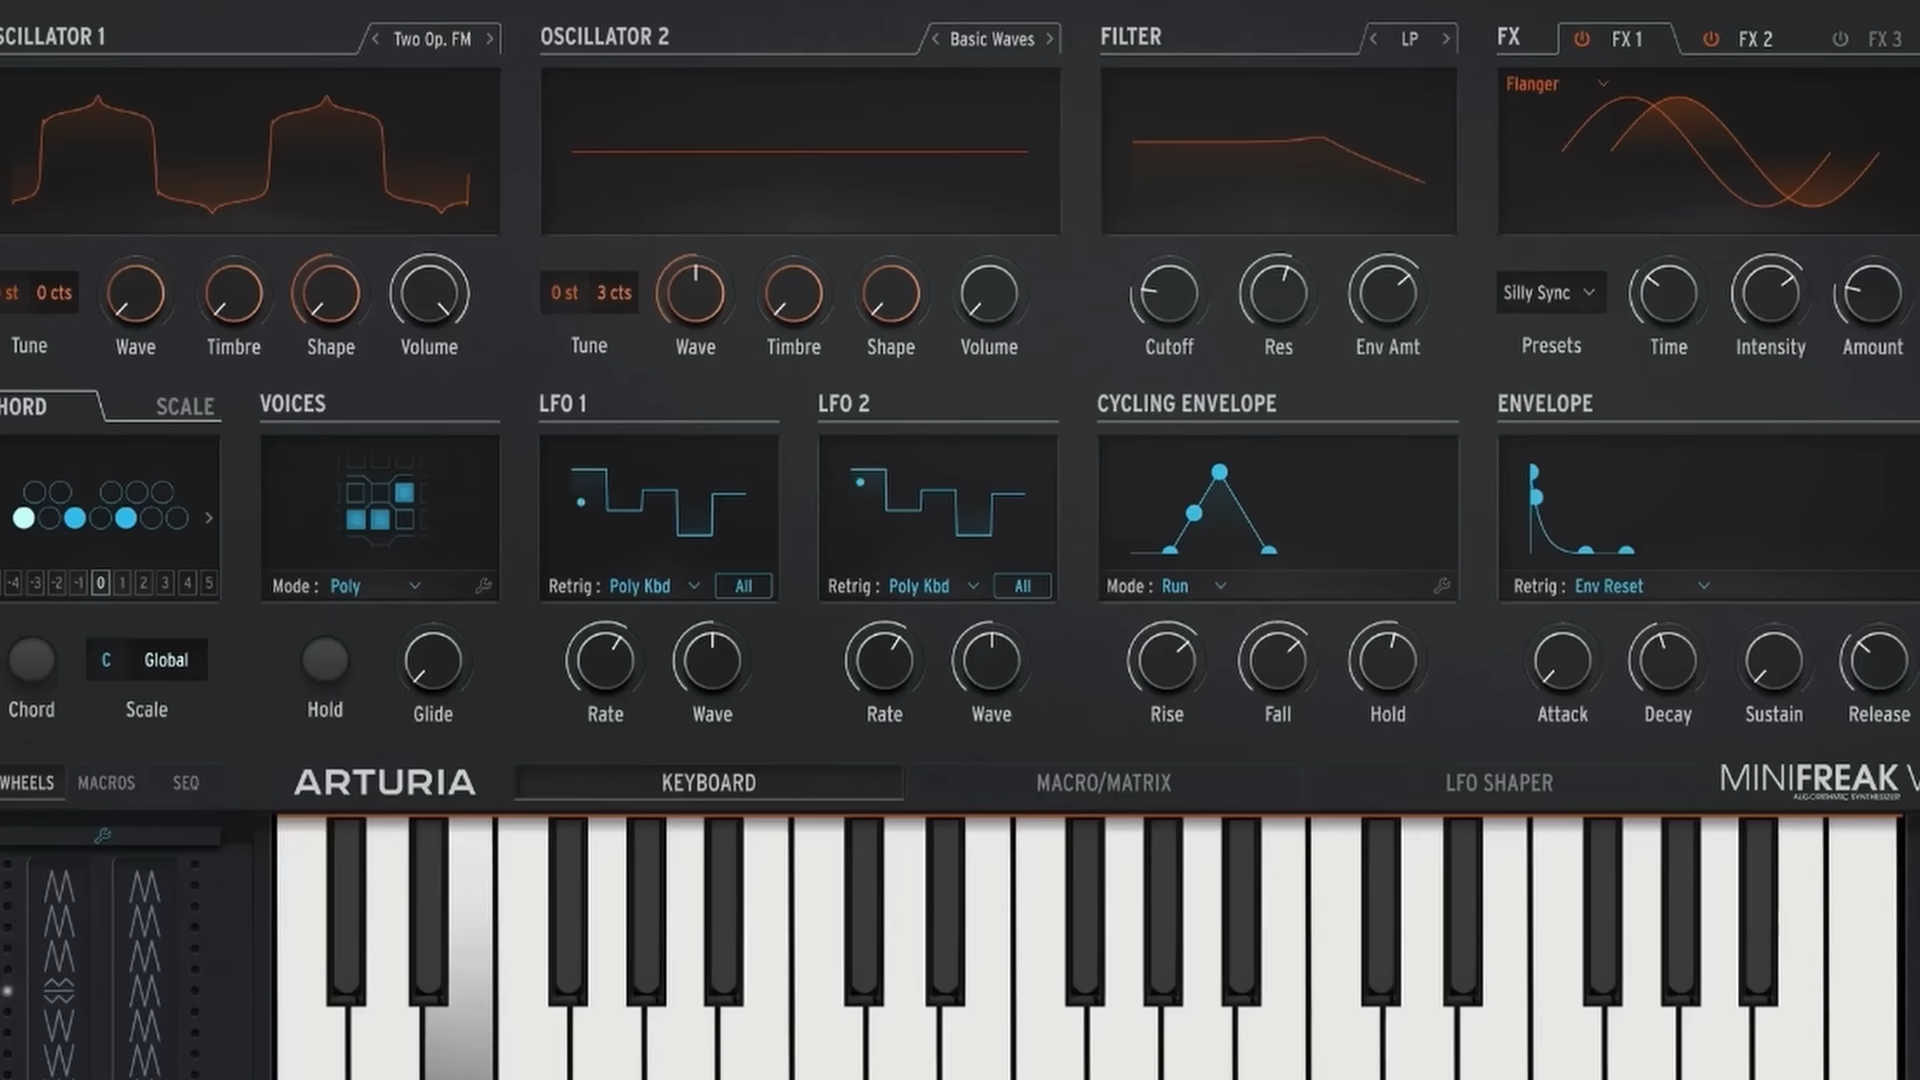 SCILLATOR 1
< Two Op. FM >
OSCILLATOR 2
< Basic Waves >
FILTER
< LP >
FX
FX 1
FX 2
FX 3
Flanger
st 0 cts
Tune
Wave
Timbre
Shape
Volume
0 st 3 cts
Tune
Wave
Timbre
Shape
Volume
Cutoff
Res
Env Amt
Silly Sync
Presets
Time
Intensity
Amount
HORD
SCALE
VOICES
LFO 1
LFO 2
CYCLING ENVELOPE
ENVELOPE
-4 -3 -2 -1 0 1 2 3 4 5
Mode : Poly
Retrig : Poly Kbd
All
Retrig : Poly Kbd
All
Mode : Run
Retrig : Env Reset
Chord
C Global
Scale
Hold
Glide
Rate
Wave
Rate
Wave
Rise
Fall
Hold
Attack
Decay
Sustain
Release
WHEELS
MACROS
SEQ
ARTURIA
KEYBOARD
MACRO/MATRIX
LFO SHAPER
MINIFREAK V
ALGORITHMIC SYNTHESIZER